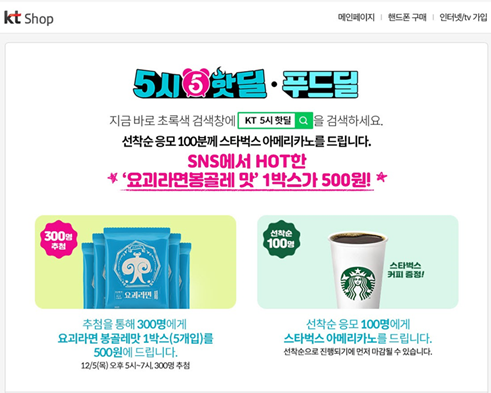 kt Shop
메인페이지 | 핸드폰 구매 | 인터넷/tv 가입
5시 5 핫딜·푸드딜
지금 바로 초록색 검색창에 KT 5시 핫딜 을 검색하세요.
선착순 응모 100분께 스타벅스 아메리카노를 드립니다.
SNS에서 HOT한
'요괴라면봉골레 맛' 1박스가 500원!
300명
추첨
요괴라면
선착순
100명
스타벅스
커피 증정!
추첨을 통해 300명에게
요괴라면 봉골레맛 1박스(5개입)를
500원에 드립니다.
12/5(목) 오후 5시~7시, 300명 추첨
선착순 응모 100명에게
스타벅스 아메리카노를 드립니다.
선착순으로 진행되기에 먼저 마감될 수 있습니다.